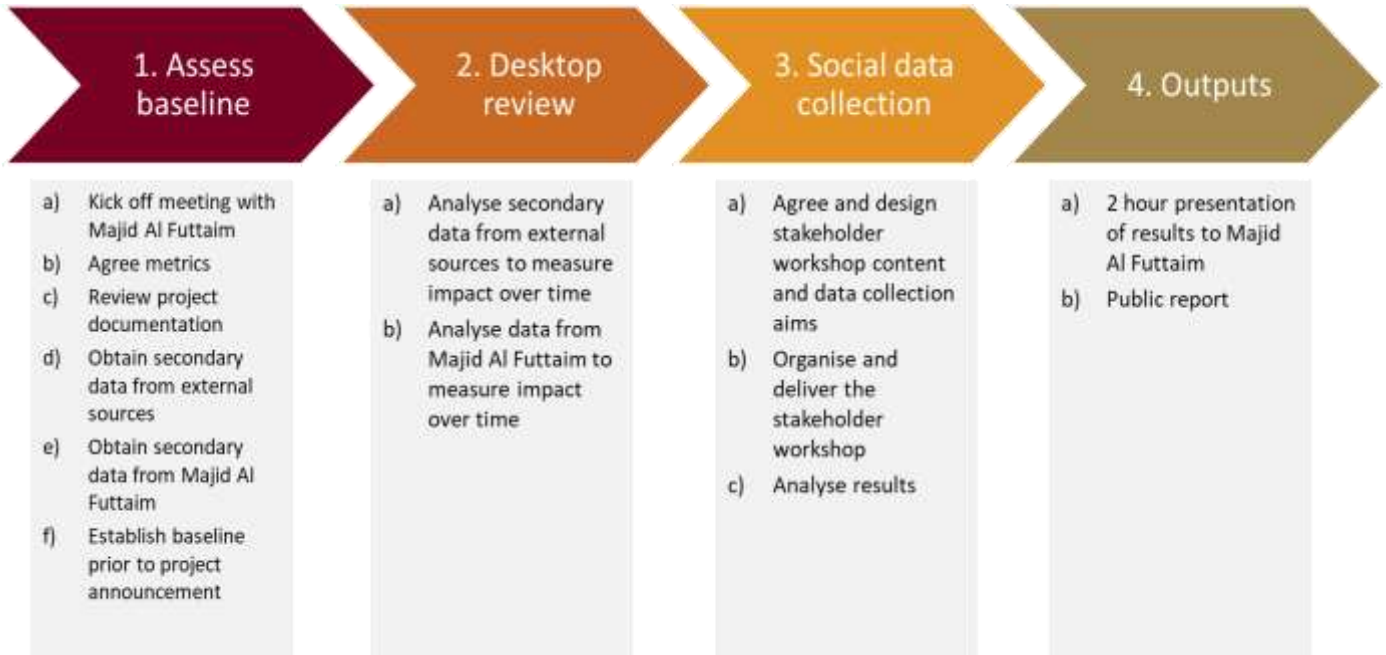 1. Assess
baseline
2. Desktop
review
3. Social data
collection
4. Outputs
a) Kick off meeting with
Majid Al Futtaim
b) Agree metrics
c) Review project
documentation
d) Obtain secondary
data from external
sources
e) Obtain secondary
data from Majid Al
Futtaim
f) Establish baseline
prior to project
announcement
a) Analyse secondary
data from external
sources to measure
impact over time
b) Analyse data from
Majid Al Futtaim to
measure impact
over time
a) Agree and design
stakeholder
workshop content
and data collection
aims
b) Organise and
deliver the
stakeholder
workshop
c) Analyse results
a) 2 hour presentation
of results to Majid
Al Futtaim
b) Public report